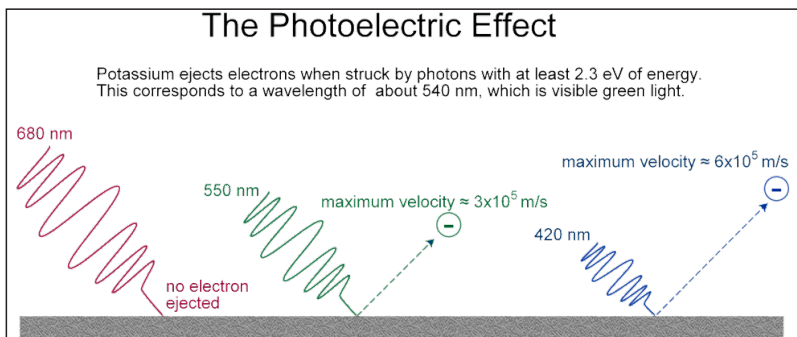 The Photoelectric Effect
Potassium ejects electrons when struck by photons with at least 2.3 eV of energy.
This corresponds to a wavelength of about 540 nm, which is visible green light.
680 nm
no electron
ejected
550 nm
maximum velocity ≈ 3x10⁵ m/s
−
420 nm
maximum velocity ≈ 6x10⁵ m/s
−